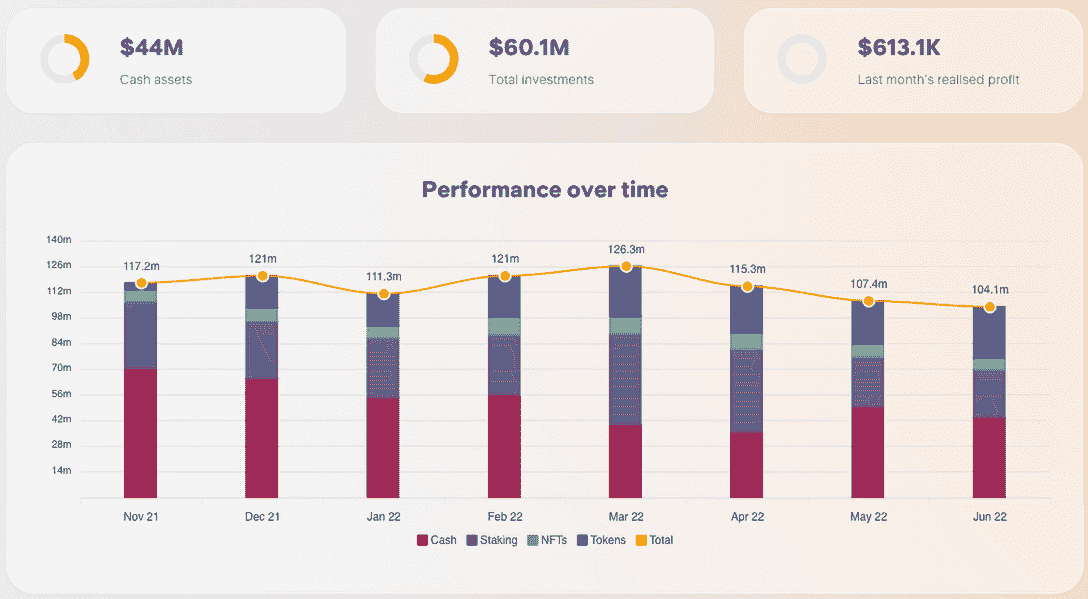 $44M
Cash assets
$60.1M
Total investments
$613.1K
Last month's realised profit
Performance over time
140m
126m
112m
98m
84m
70m
56m
42m
28m
14m
117.2m
121m
111.3m
121m
126.3m
115.3m
107.4m
104.1m
Nov 21
Dec 21
Jan 22
Feb 22
Mar 22
Apr 22
May 22
Jun 22
Cash
Staking
NFTs
Tokens
Total